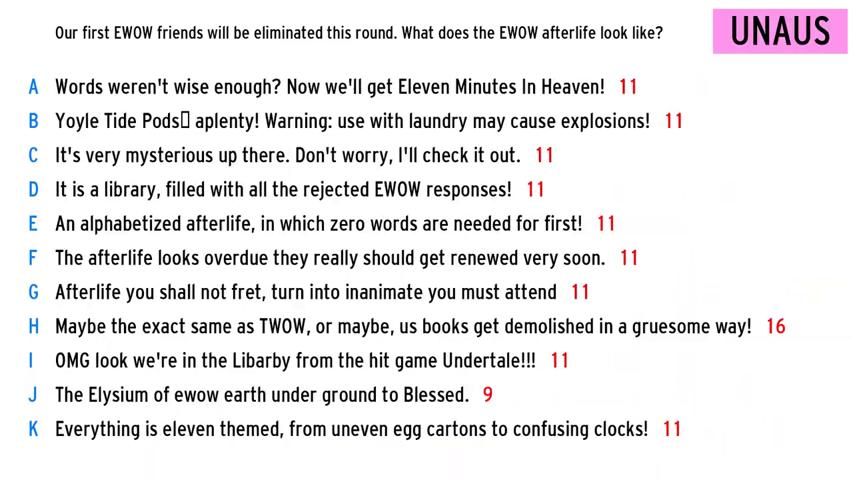 Our first EWOW friends will be eliminated this round. What does the EWOW afterlife look like?
UNAUS
A Words weren't wise enough? Now we'll get Eleven Minutes In Heaven! 11
B Yoyle Tide Pods▯ aplenty! Warning: use with laundry may cause explosions! 11
C It's very mysterious up there. Don't worry, I'll check it out. 11
D It is a library, filled with all the rejected EWOW responses! 11
E An alphabetized afterlife, in which zero words are needed for first! 11
F The afterlife looks overdue they really should get renewed very soon. 11
G Afterlife you shall not fret, turn into inanimate you must attend 11
H Maybe the exact same as TWOW, or maybe, us books get demolished in a gruesome way! 16
I OMG look we're in the Libarby from the hit game Undertale!!! 11
J The Elysium of ewow earth under ground to Blessed. 9
K Everything is eleven themed, from uneven egg cartons to confusing clocks! 11